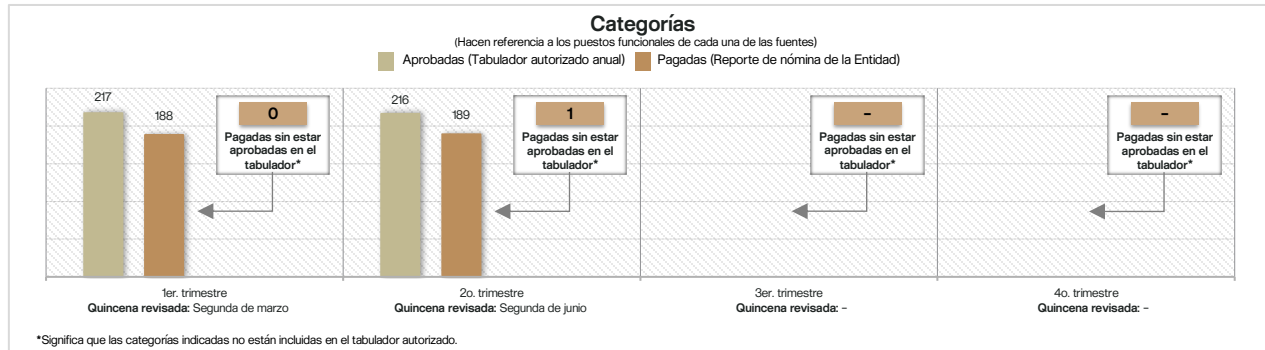 Categorías
(Hacen referencia a los puestos funcionales de cada una de las fuentes)
Aprobadas (Tabulador autorizado anual) Pagadas (Reporte de nómina de la Entidad)
217
188
0
Pagadas sin estar
aprobadas en el
tabulador*
216
189
1
Pagadas sin estar
aprobadas en el
tabulador*
–
Pagadas sin estar
aprobadas en el
tabulador*
–
Pagadas sin estar
aprobadas en el
tabulador*
1er. trimestre
Quincena revisada: Segunda de marzo
2o. trimestre
Quincena revisada: Segunda de junio
3er. trimestre
Quincena revisada: –
4o. trimestre
Quincena revisada: –
*Significa que las categorías indicadas no están incluidas en el tabulador autorizado.